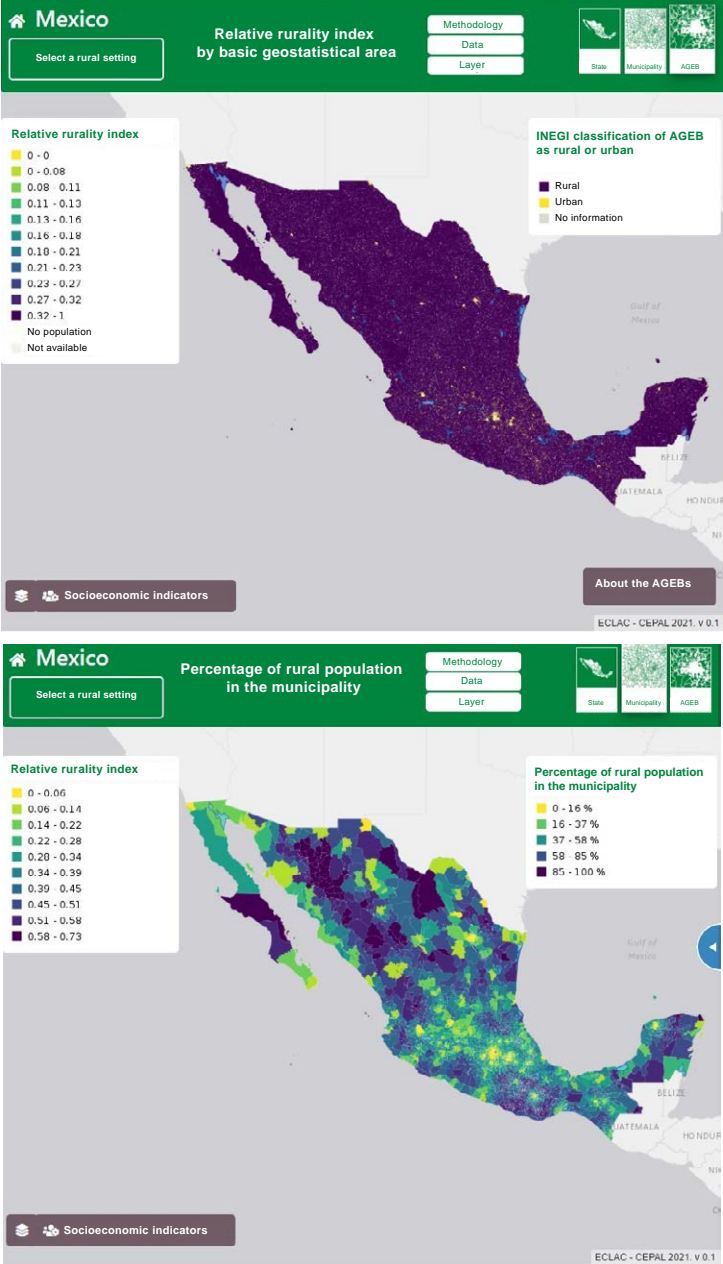 Mexico
Select a rural setting
Relative rurality index
by basic geostatistical area
Methodology
Data
Layer
State
Municipality
AGEB
Relative rurality index
0 - 0
0 - 0.08
0.08 - 0.11
0.11 - 0.13
0.13 - 0.16
0.16 - 0.18
0.18 - 0.21
0.21 - 0.23
0.23 - 0.27
0.27 - 0.32
0.32 - 1
No population
Not available
INEGI classification of AGEB
as rural or urban
Rural
Urban
No information
Gulf of
Mexico
BELIZE
UATEMALA
HONDUR
NI
Socioeconomic indicators
About the AGEBs
ECLAC - CEPAL 2021. v 0.1
Mexico
Select a rural setting
Percentage of rural population
in the municipality
Methodology
Data
Layer
State
Municipality
AGEB
Relative rurality index
0 - 0.06
0.06 - 0.14
0.14 - 0.22
0.22 - 0.28
0.28 - 0.34
0.34 - 0.39
0.39 - 0.45
0.45 - 0.51
0.51 - 0.58
0.58 - 0.73
Percentage of rural population
in the municipality
0 - 16 %
16 - 37 %
37 - 58 %
58 - 85 %
85 - 100 %
Gulf of
Mexico
BELIZE
UATEMALA
HONDUR
Socioeconomic indicators
ECLAC - CEPAL 2021. v 0.1